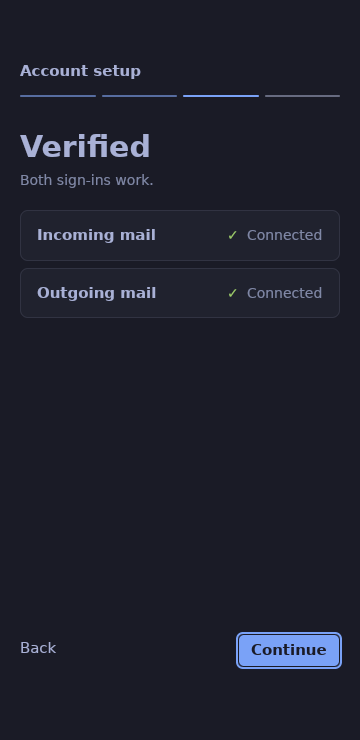 Account setup
Verified
Both sign-ins work.
Incoming mail ✓ Connected
Outgoing mail ✓ Connected
Back
Continue